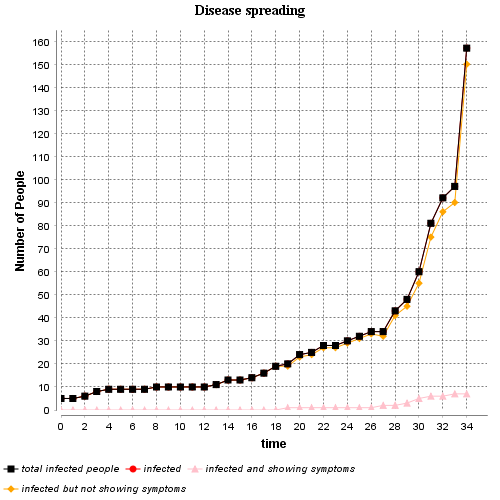 Disease spreading
160
150
140
130
120
110
100
90
80
70
60
50
40
30
20
10
0
Number of People
0 2 4 6 8 10 12 14 16 18 20 22 24 26 28 30 32 34
time
total infected people infected infected and showing symptoms
infected but not showing symptoms